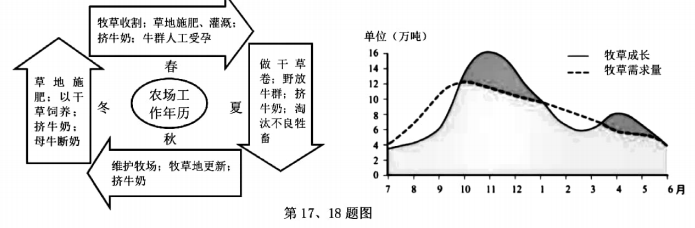 牧草收割；草地施肥、灌溉；
挤牛奶；牛群人工受孕
春
草地施
肥；以干
草饲养；
挤牛奶；
母牛断奶
冬
农场工
作年历
夏
做干草
卷；野放
牛群；挤
牛奶；淘
汰不良牲
畜
秋
维护牧场；牧草地更新；
挤牛奶
单位（万吨）
16
14
12
10
8
6
4
2
0
牧草成长
牧草需求量
7 8 9 10 11 12 1 2 3 4 5 6 月
第 17、18 题图